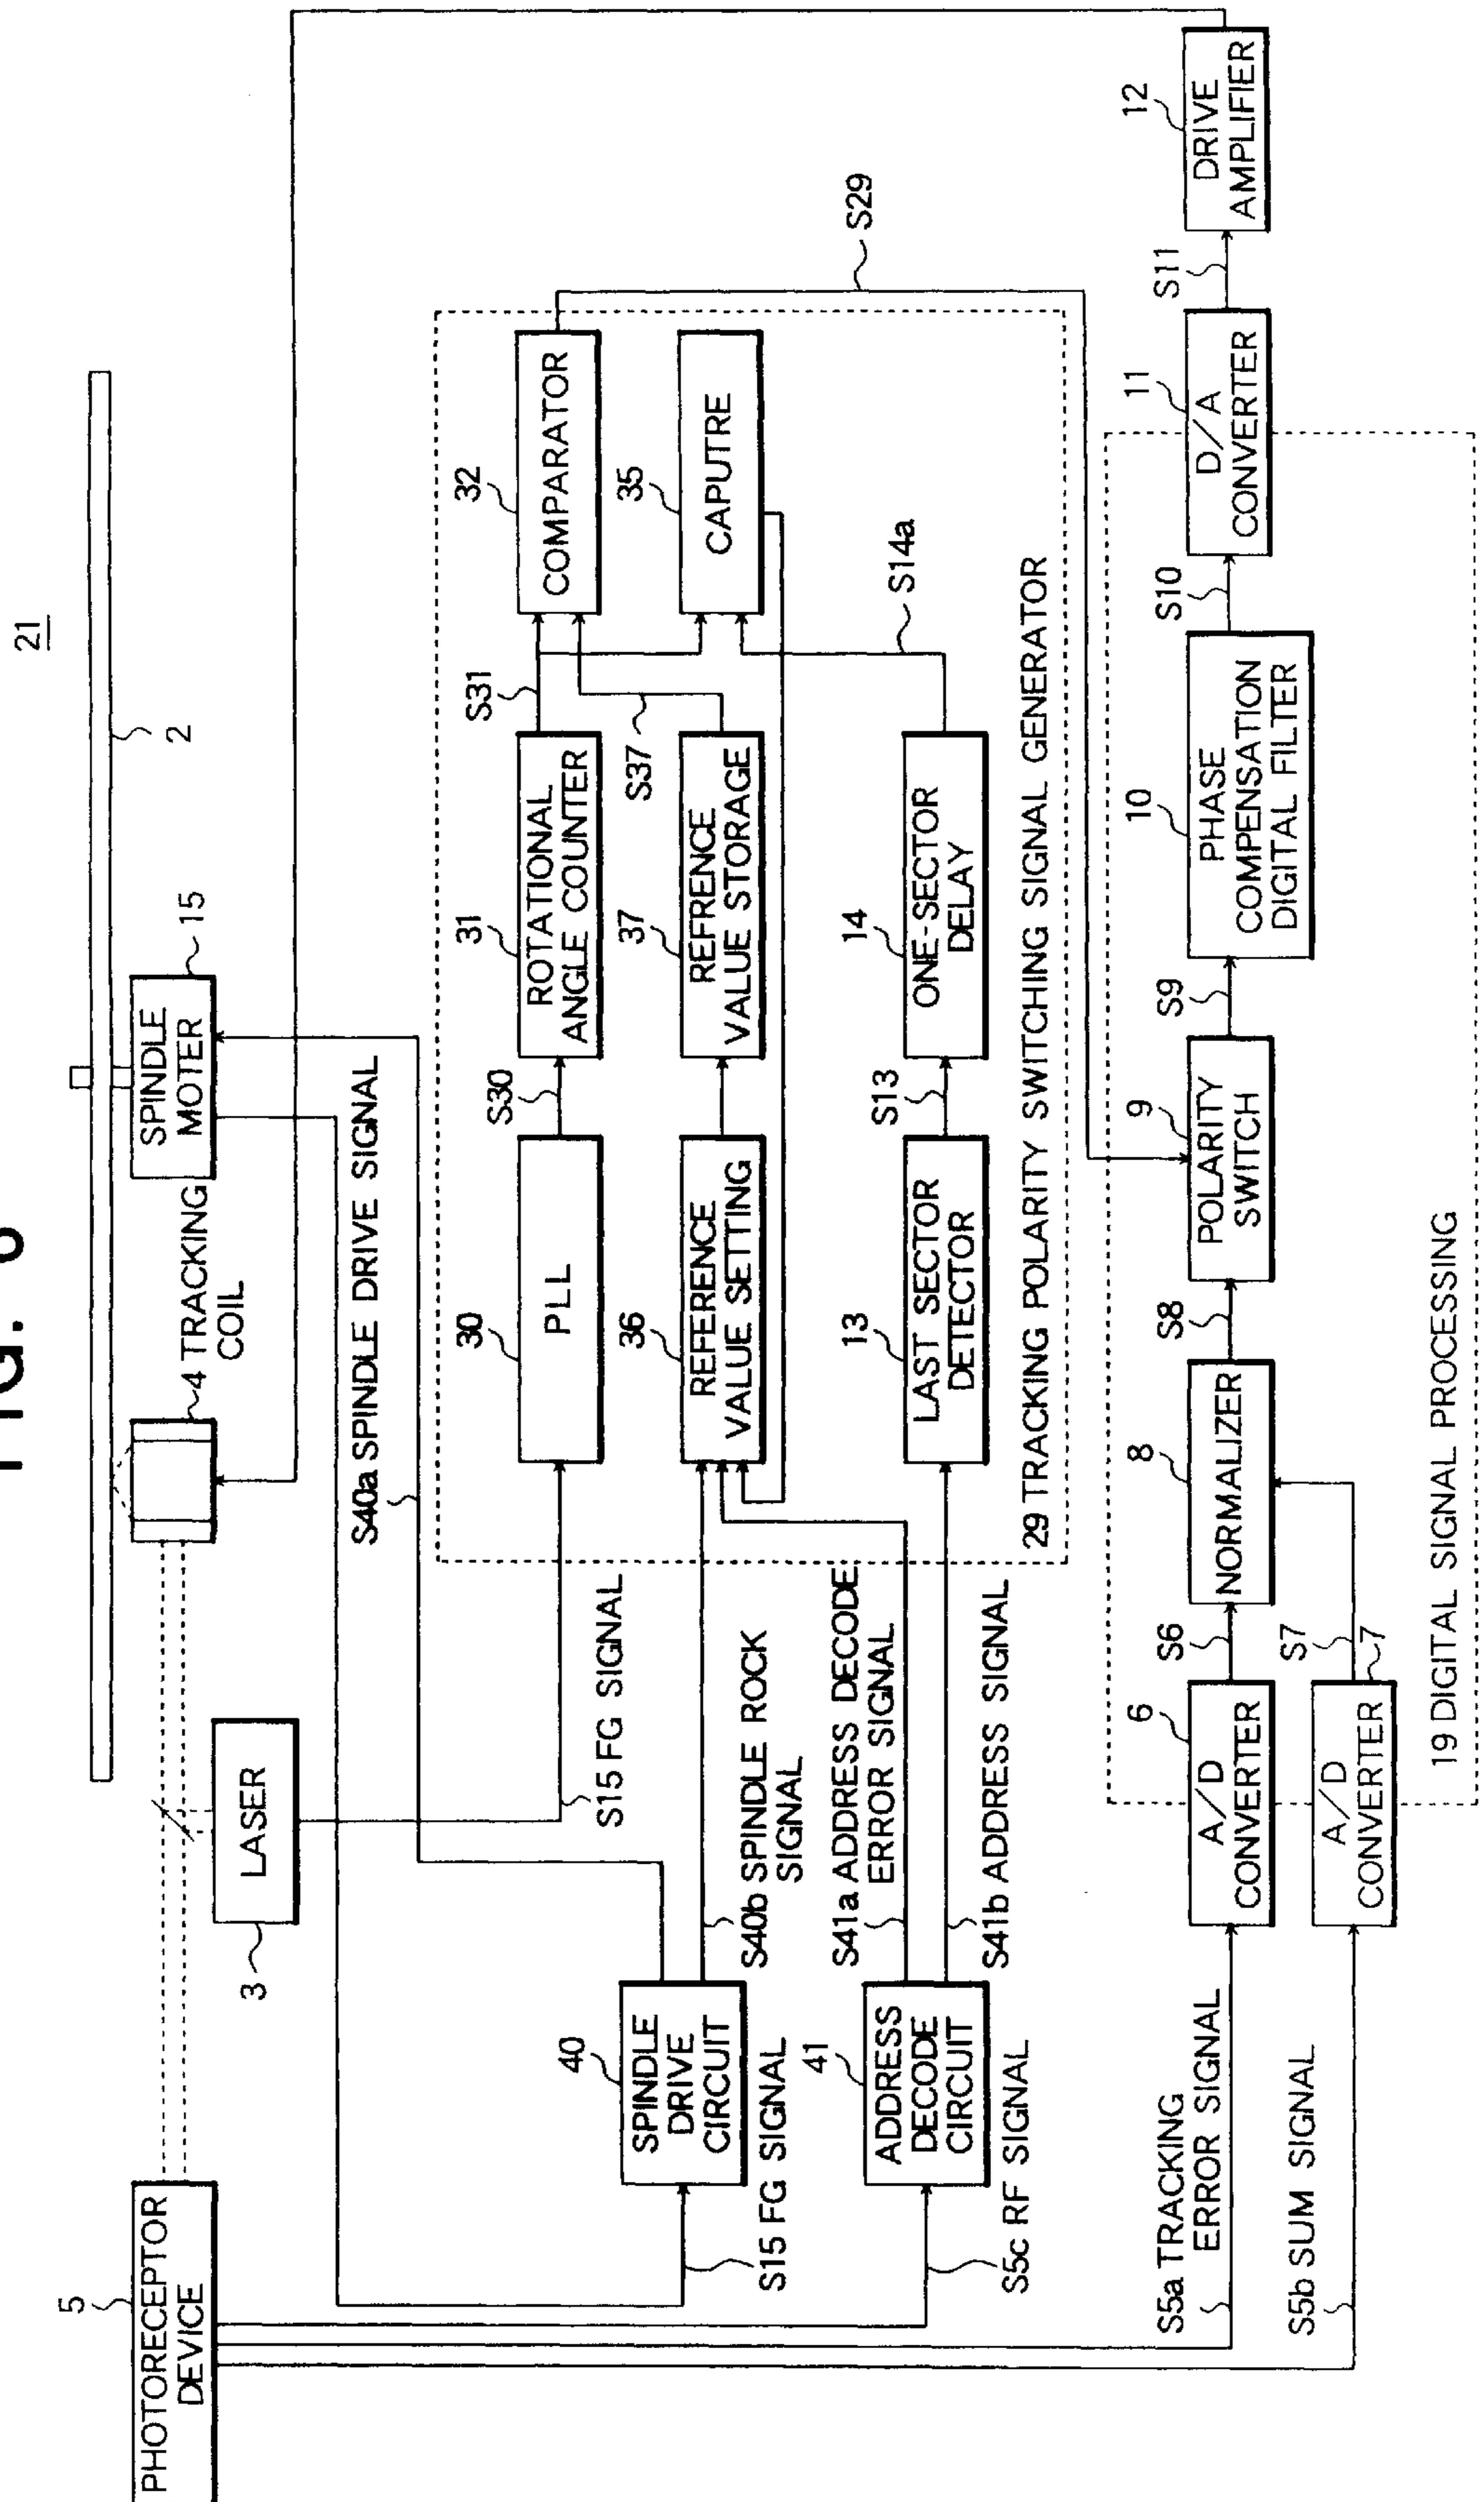 21
2
5
PHOTORECEPTOR
DEVICE
4 TRACKING
COIL
SPINDLE
MOTER
15
3
LASER
S40a SPINDLE DRIVE SIGNAL
S15 FG SIGNAL
30
PLL
S30
31
ROTATIONAL
ANGLE COUNTER
S31
32
COMPARATOR
S29
40
SPINDLE
DRIVE
CIRCUIT
S15 FG SIGNAL
S40b SPINDLE ROCK
SIGNAL
36
REFERENCE
VALUE SETTING
37
REFRENCE
VALUE STORAGE
S37
35
CAPUTRE
41
ADDRESS
DECODE
CIRCUIT
S5c RF SIGNAL
S41a ADDRESS DECODE
ERROR SIGNAL
S41b ADDRESS SIGNAL
13
LAST SECTOR
DETECTOR
S13
14
ONE-SECTOR
DELAY
S14a
29 TRACKING POLARITY SWITCHING SIGNAL GENERATOR
S5a TRACKING
ERROR SIGNAL
6
A/D
CONVERTER
S6
8
NORMALIZER
S8
9
POLARITY
SWITCH
S9
10
PHASE
COMPENSATION
DIGITAL FILTER
S10
11
D/A
CONVERTER
S11
12
DRIVE
AMPLIFIER
S5b SUM SIGNAL
A/D
CONVERTER
7
S7
19 DIGITAL SIGNAL PROCESSING